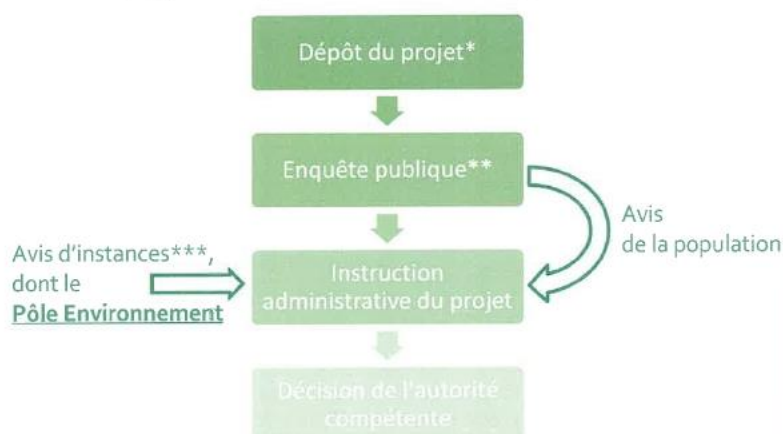 Dépôt du projet*
Enquête publique**
Avis
de la population
Avis d'instances***,
dont le
Pôle Environnement
Instruction
administrative du projet
Décision de l'autorité
compétente